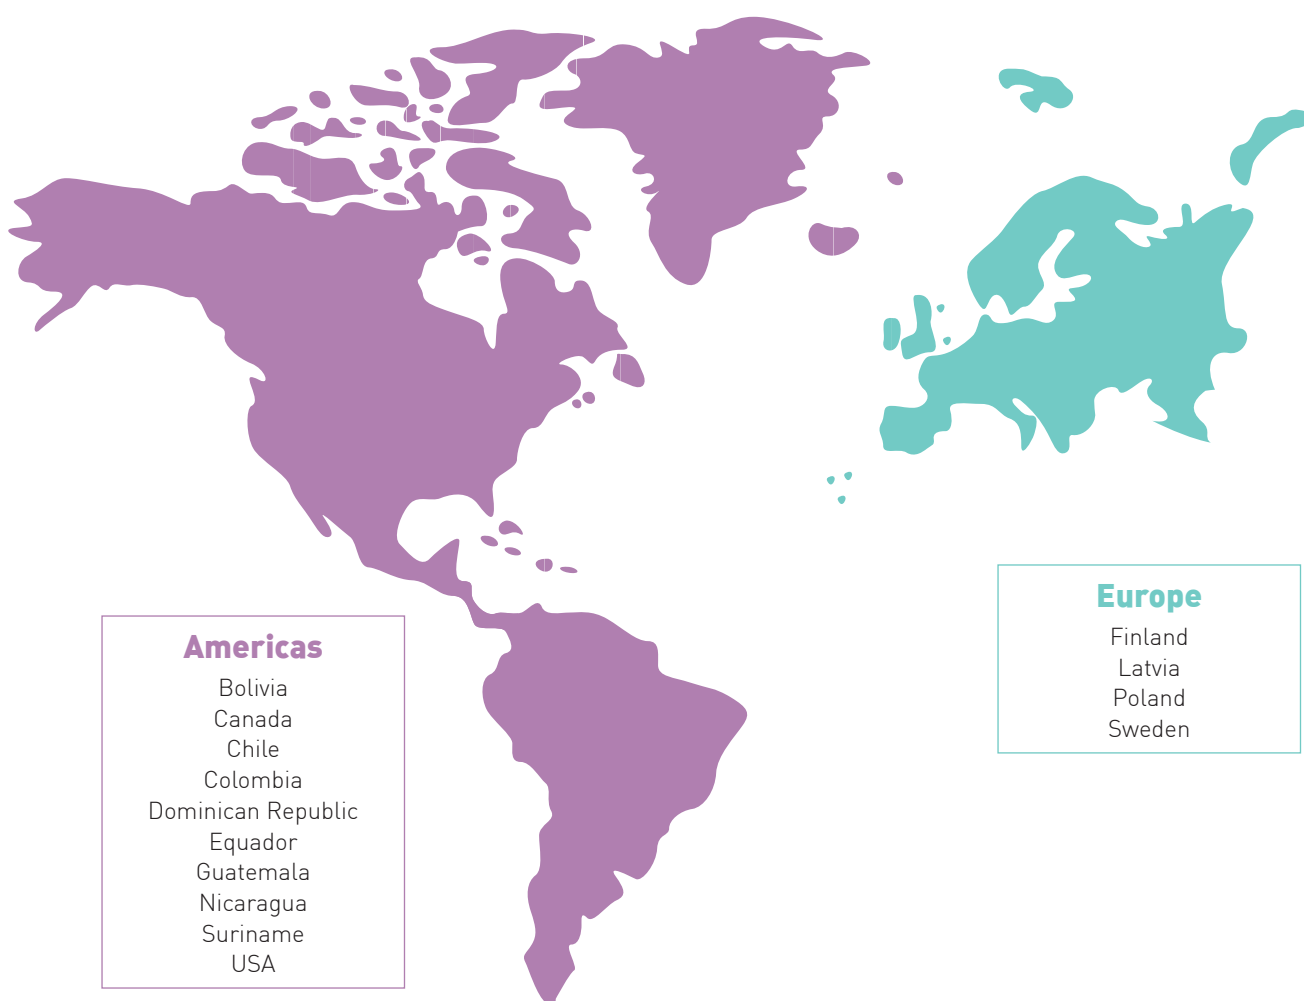 Americas
Bolivia
Canada
Chile
Colombia
Dominican Republic
Equador
Guatemala
Nicaragua
Suriname
USA
Europe
Finland
Latvia
Poland
Sweden